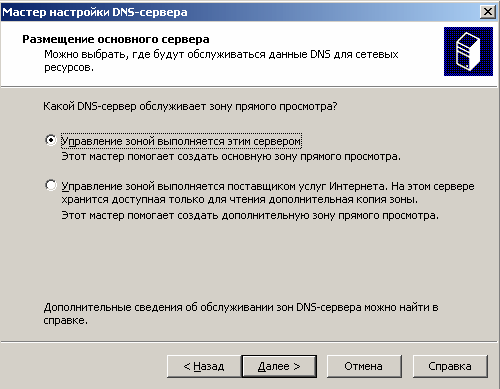 Мастер настройки DNS-сервера
Размещение основного сервера
Можно выбрать, где будут обслуживаться данные DNS для сетевых
ресурсов.
Какой DNS-сервер обслуживает зону прямого просмотра?
Управление зоной выполняется этим сервером
Этот мастер помогает создать основную зону прямого просмотра.
Управление зоной выполняется поставщиком услуг Интернета. На этом сервере
хранится доступная только для чтения дополнительная копия зоны.
Этот мастер помогает создать дополнительную зону прямого просмотра.
Дополнительные сведения об обслуживании зон DNS-сервера можно найти в
справке.
< Назад Далее > Отмена Справка